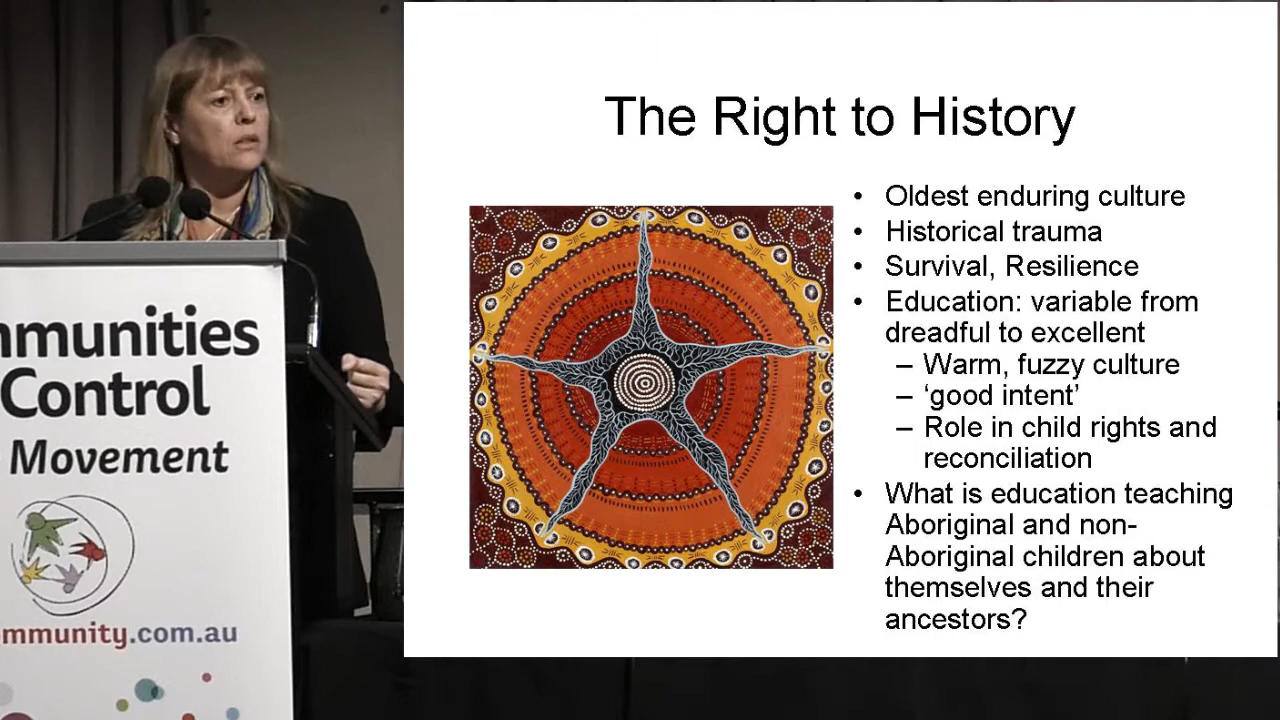 mmunities
Control
Movement
ommunity.com.au
The Right to History
• Oldest enduring culture
• Historical trauma
• Survival, Resilience
• Education: variable from
dreadful to excellent
– Warm, fuzzy culture
– ‘good intent’
– Role in child rights and
reconciliation
• What is education teaching
Aboriginal and non-
Aboriginal children about
themselves and their
ancestors?